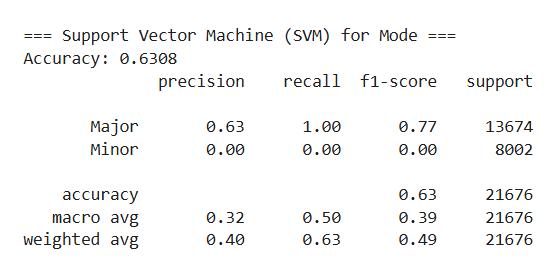 === Support Vector Machine (SVM) for Mode ===
Accuracy: 0.6308
precision recall f1-score support
Major 0.63 1.00 0.77 13674
Minor 0.00 0.00 0.00 8002
accuracy 0.63 21676
macro avg 0.32 0.50 0.39 21676
weighted avg 0.40 0.63 0.49 21676